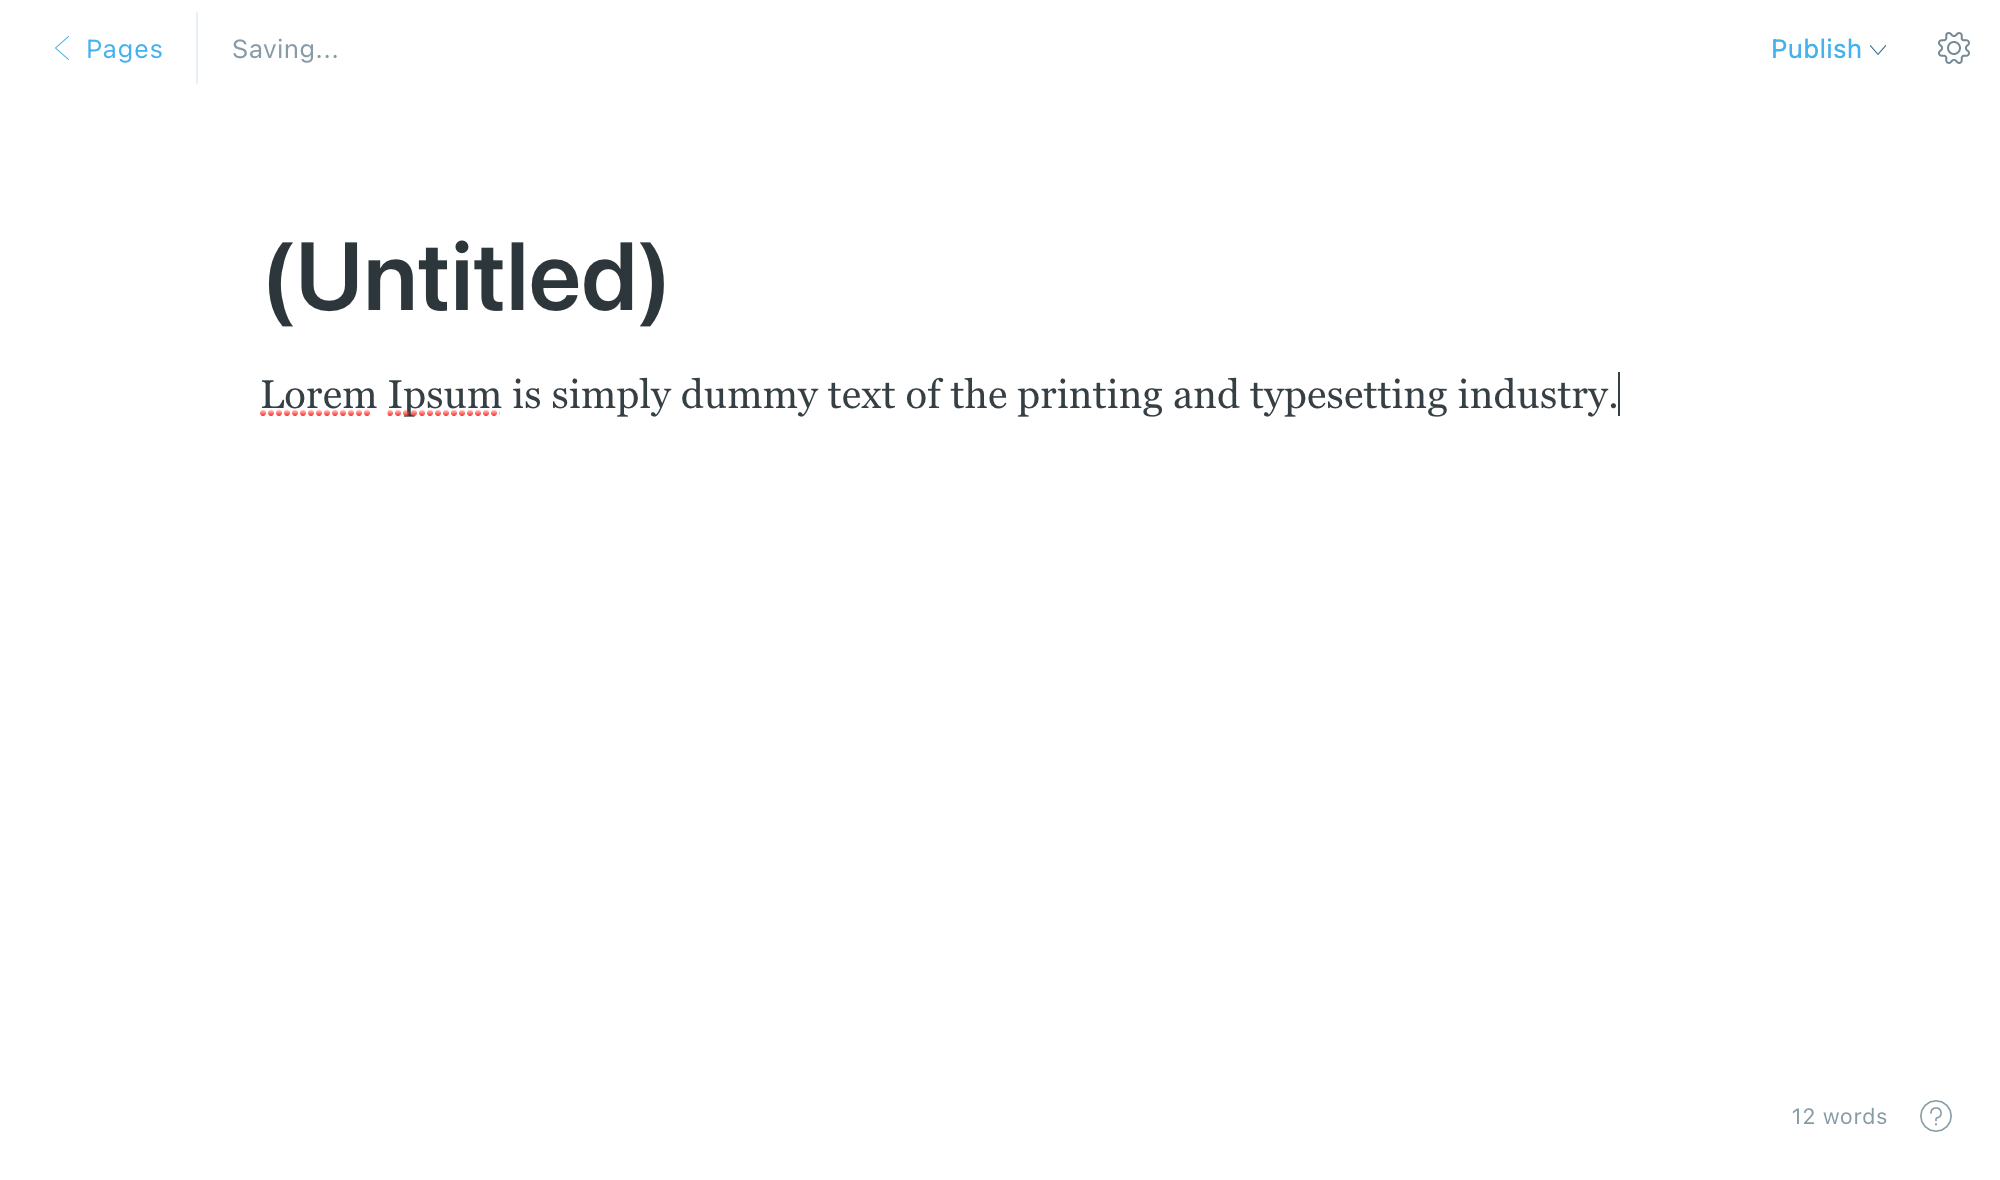 Pages
Saving...
Publish
(Untitled)
Lorem Ipsum is simply dummy text of the printing and typesetting industry.
12 words
?